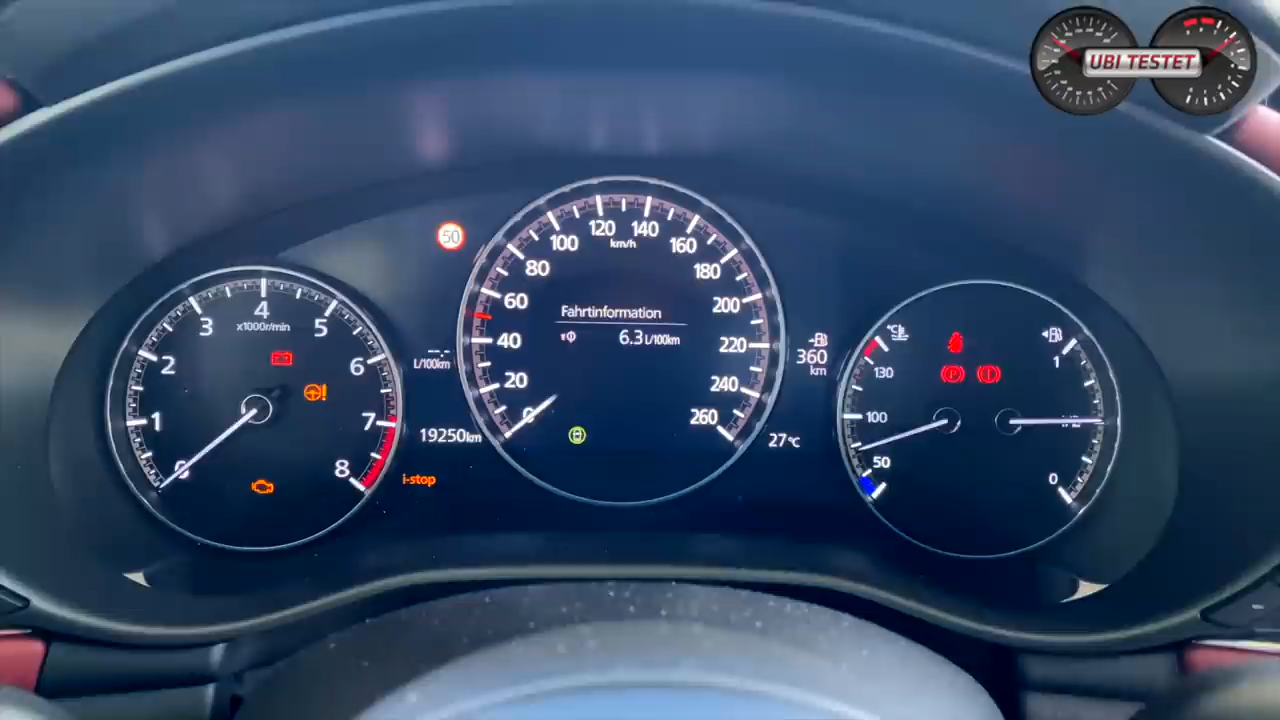 UBI TESTET
50
0
1
2
3
4
5
6
7
8
x1000r/min
i-stop
-.-
L/100km
19250km
0
20
40
60
80
100
120
140
160
180
200
220
240
260
km/h
Fahrtinformation
6.3L/100km
360
km
27°C
°C
130
100
50
P
1
0